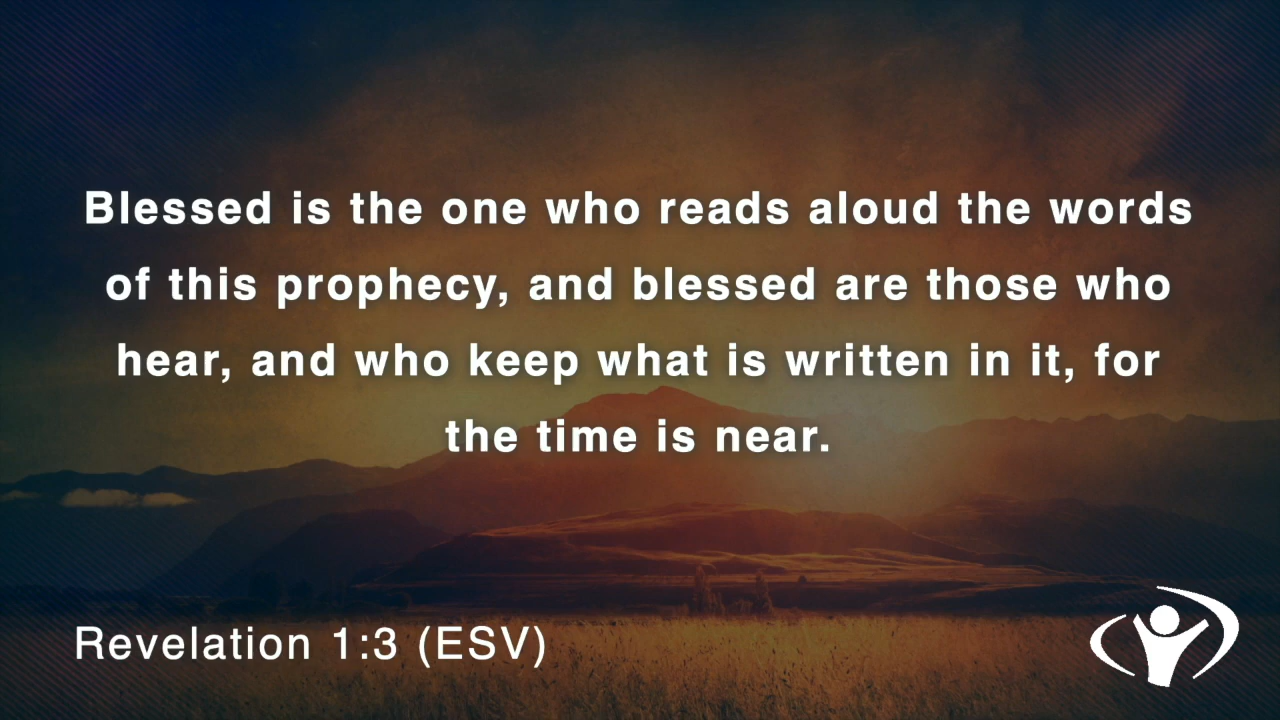 Blessed is the one who reads aloud the words
of this prophecy, and blessed are those who
hear, and who keep what is written in it, for
the time is near.
Revelation 1:3 (ESV)